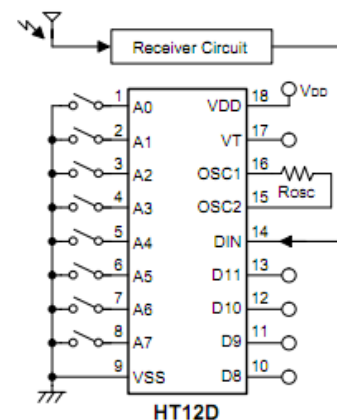 Receiver Circuit
1 A0 VDD 18 VDD
2 A1 VT 17
3 A2 OSC1 16
ROSC
4 A3 OSC2 15
5 A4 DIN 14
6 A5 D11 13
7 A6 D10 12
8 A7 D9 11
9 VSS D8 10
HT12D